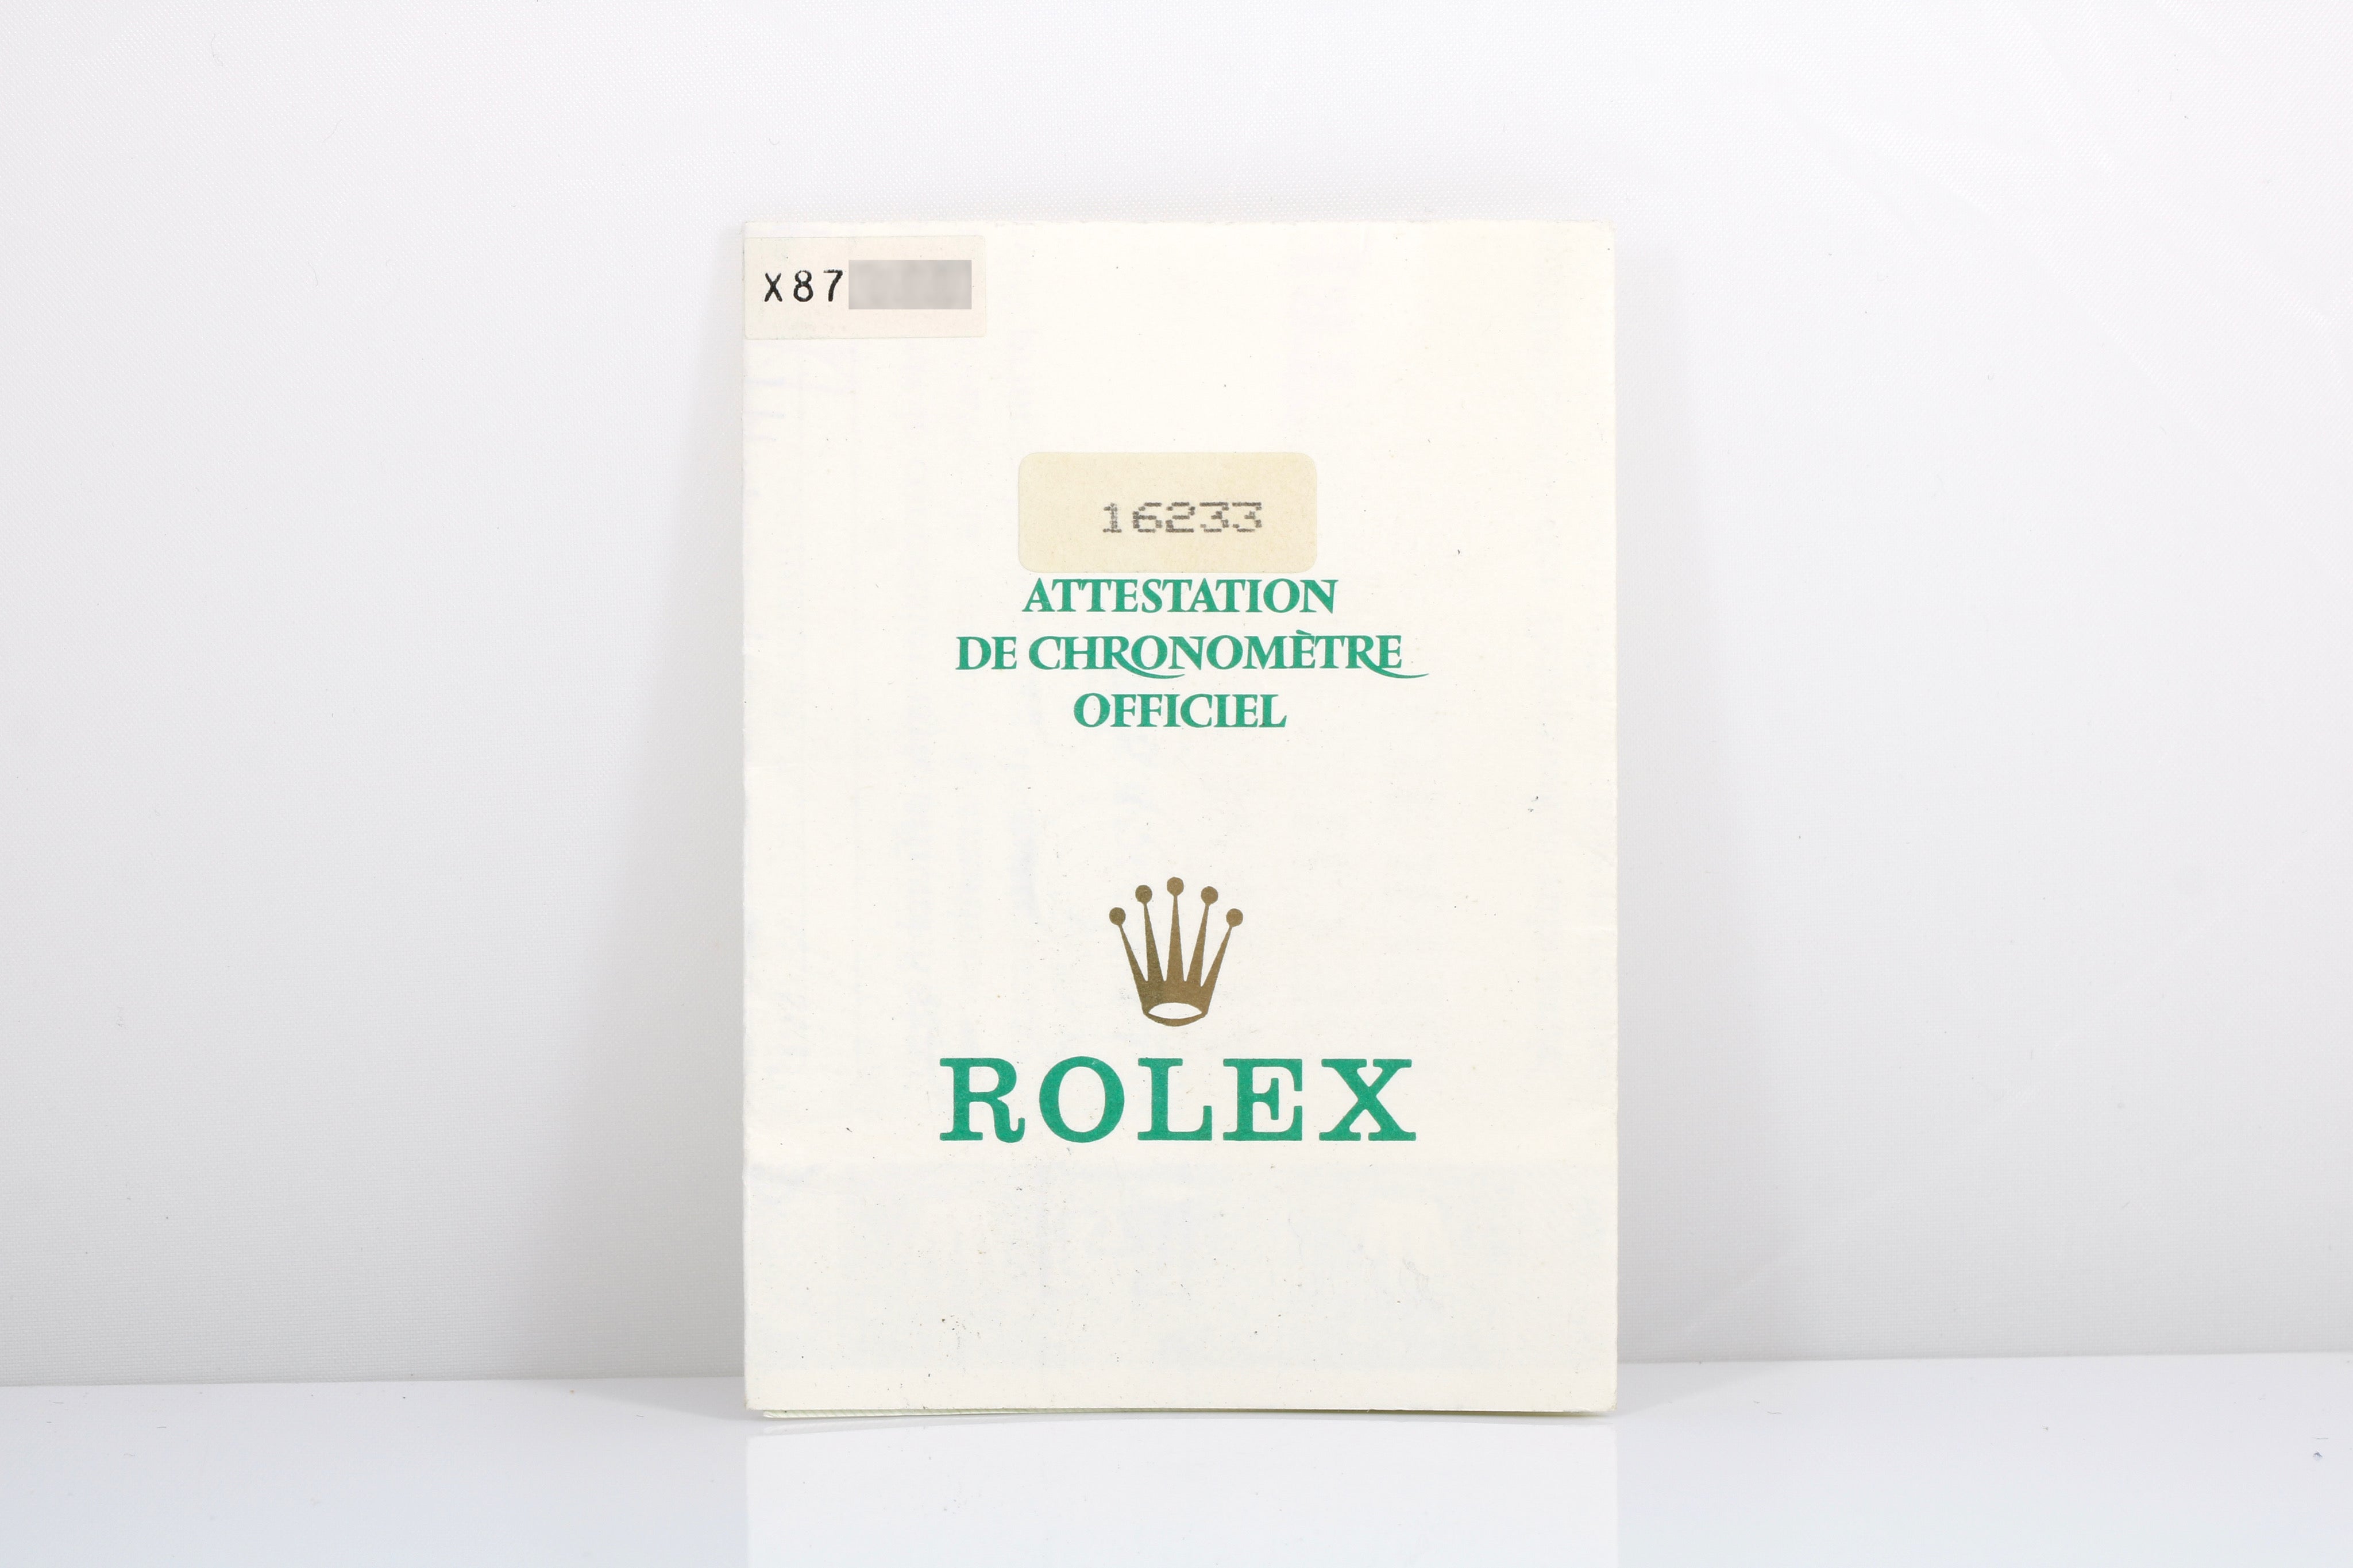 X87
16233
ATTESTATION
DE CHRONOMÈTRE
OFFICIEL
ROLEX